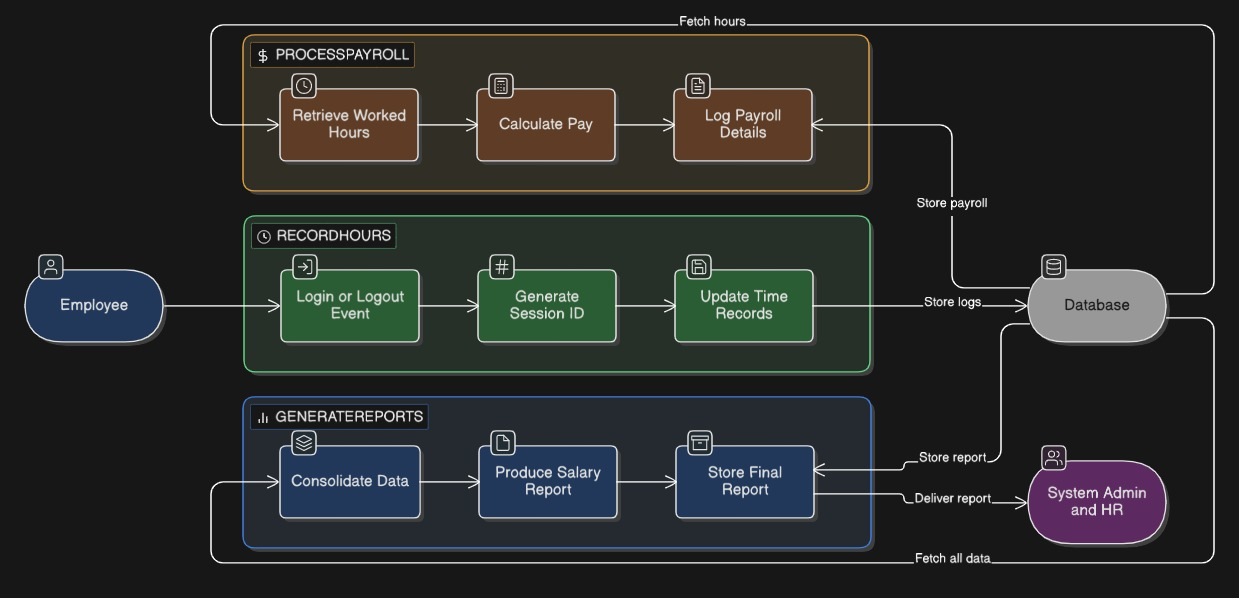 Fetch hours
$ PROCESSPAYROLL
Retrieve Worked
Hours
Calculate Pay
Log Payroll
Details
Store payroll
RECORDHOURS
Employee
Login or Logout
Event
#
Generate
Session ID
Update Time
Records
Store logs
Database
GENERATEREPORTS
Consolidate Data
Produce Salary
Report
Store Final
Report
Store report
Deliver report
System Admin
and HR
Fetch all data